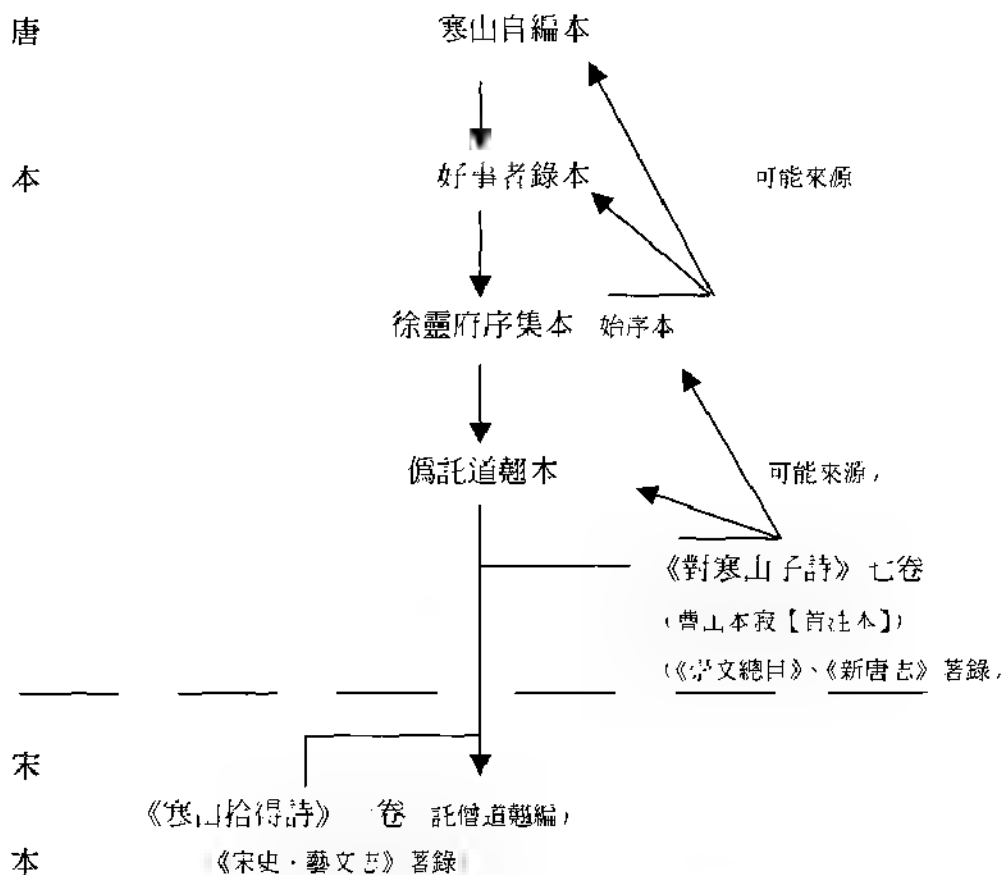 唐
寒山自編本
本
好事者錄本
可能來源
徐靈府序集本 始序本
偽託道翹本
可能來源，
《對寒山子詩》七卷
（曹山本寂【首注本】）
（《崇文總目》、《新唐志》著錄，
宋
《寒山拾得詩》 卷 託僧道翹編）
本
《宋史·藝文志》著錄